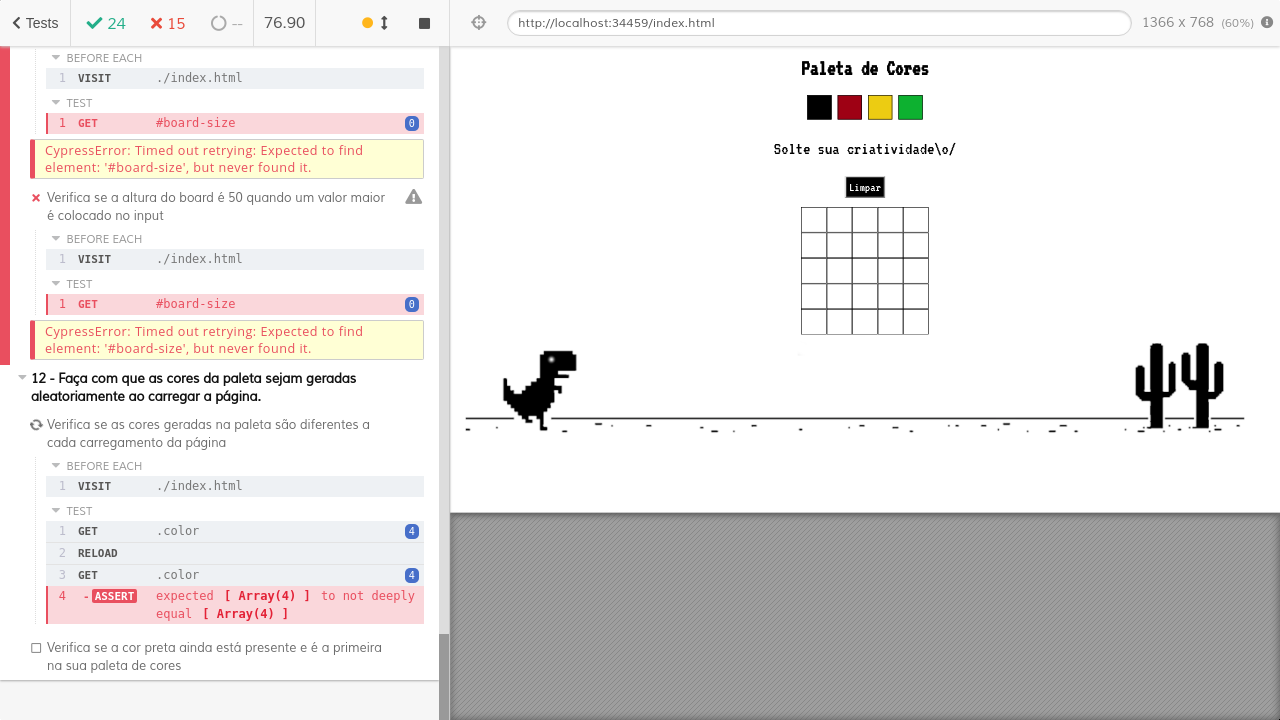 Tests
24
15
--
76.90
http://localhost:34459/index.html
1366 x 768 (60%)
BEFORE EACH
1 VISIT ./index.html
TEST
1 GET #board-size 0
CypressError: Timed out retrying: Expected to find
element: '#board-size', but never found it.
Verifica se a altura do board é 50 quando um valor maior
é colocado no input
BEFORE EACH
1 VISIT ./index.html
TEST
1 GET #board-size 0
CypressError: Timed out retrying: Expected to find
element: '#board-size', but never found it.
12 - Faça com que as cores da paleta sejam geradas
aleatoriamente ao carregar a página.
Verifica se as cores geradas na paleta são diferentes a
cada carregamento da página
BEFORE EACH
1 VISIT ./index.html
TEST
1 GET .color 4
2 RELOAD
3 GET .color 4
4 -ASSERT expected [ Array(4) ] to not deeply
equal [ Array(4) ]
Verifica se a cor preta ainda está presente e é a primeira
na sua paleta de cores
Paleta de Cores
Solte sua criatividade\o/
Limpar